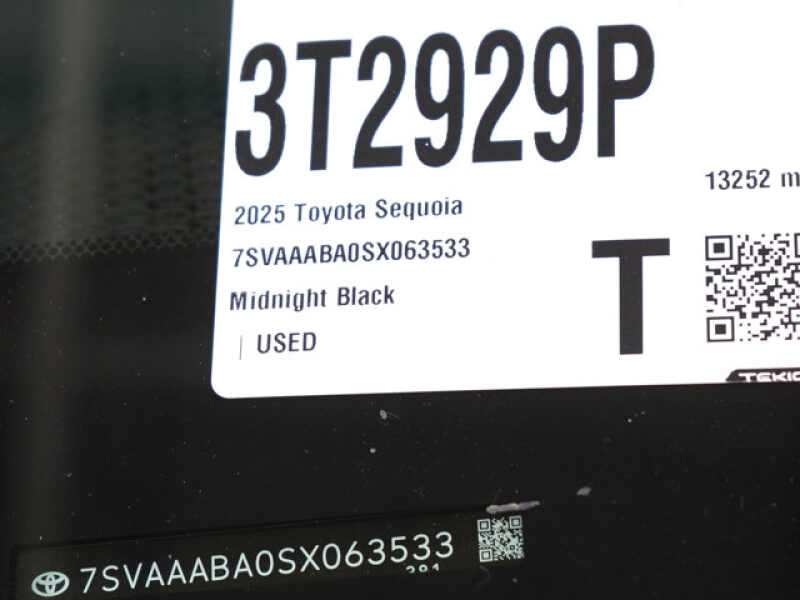 3T2929P
13252 m
2025 Toyota Sequoia
7SVAAABA0SX063533
T
Midnight Black
| USED
7SVAAABA0SX063533